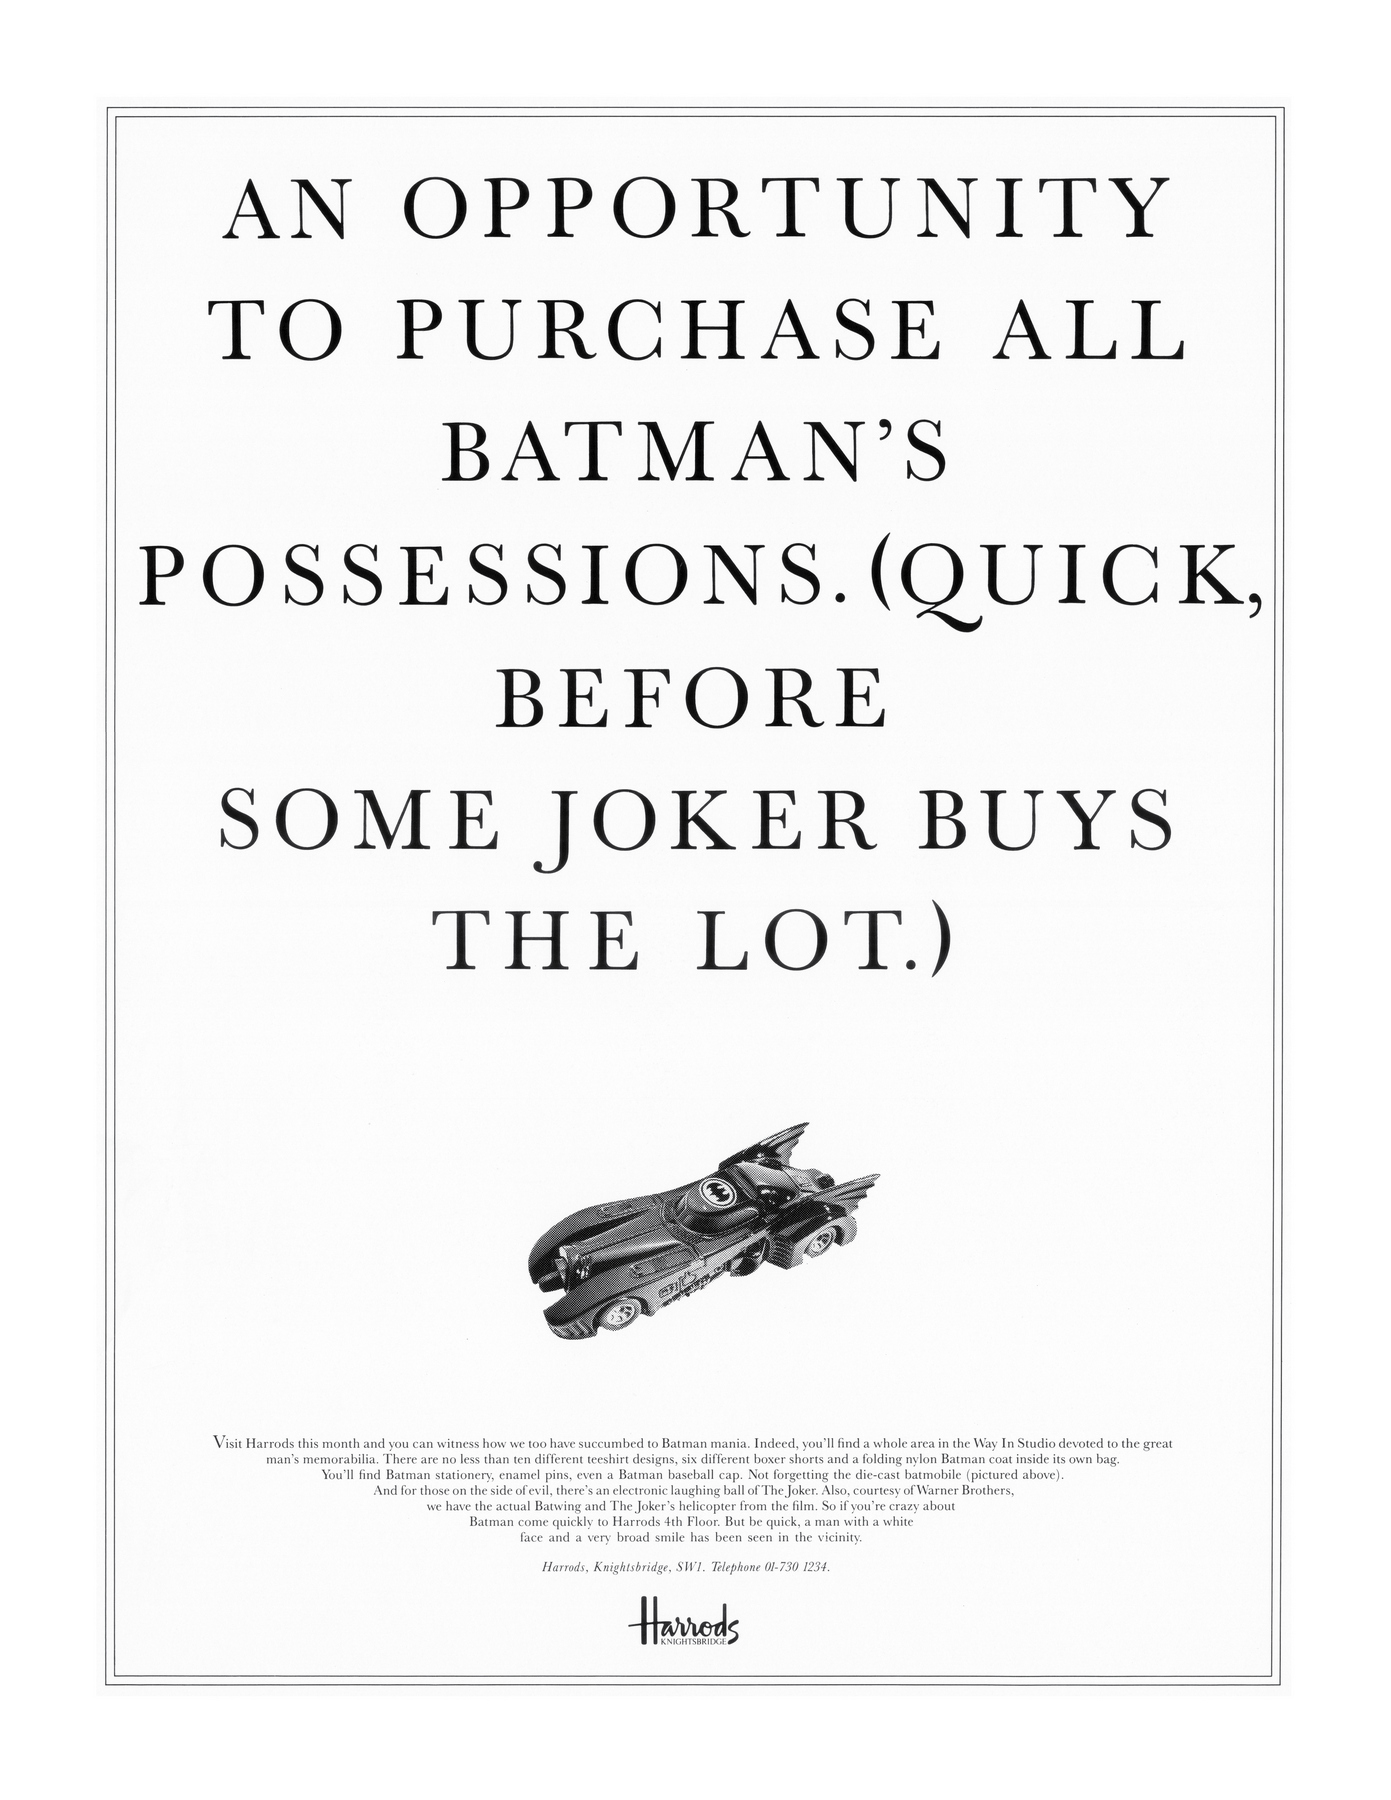 AN OPPORTUNITY
TO PURCHASE ALL
BATMAN’S
POSSESSIONS. (QUICK,
BEFORE
SOME JOKER BUYS
THE LOT.)
Visit Harrods this month and you can witness how we too have succumbed to Batman mania. Indeed, you’ll find a whole area in the Way In Studio devoted to the great
man’s memorabilia. There are no less than ten different teeshirt designs, six different boxer shorts and a folding nylon Batman coat inside its own bag.
You’ll find Batman stationery, enamel pins, even a Batman baseball cap. Not forgetting the die-cast batmobile (pictured above).
And for those on the side of evil, there’s an electronic laughing ball of The Joker. Also, courtesy of Warner Brothers,
we have the actual Batwing and The Joker’s helicopter from the film. So if you’re crazy about
Batman come quickly to Harrods 4th Floor. But be quick, a man with a white
face and a very broad smile has been seen in the vicinity.
Harrods, Knightsbridge, SW1. Telephone 01-730 1234.
Harrods
KNIGHTSBRIDGE